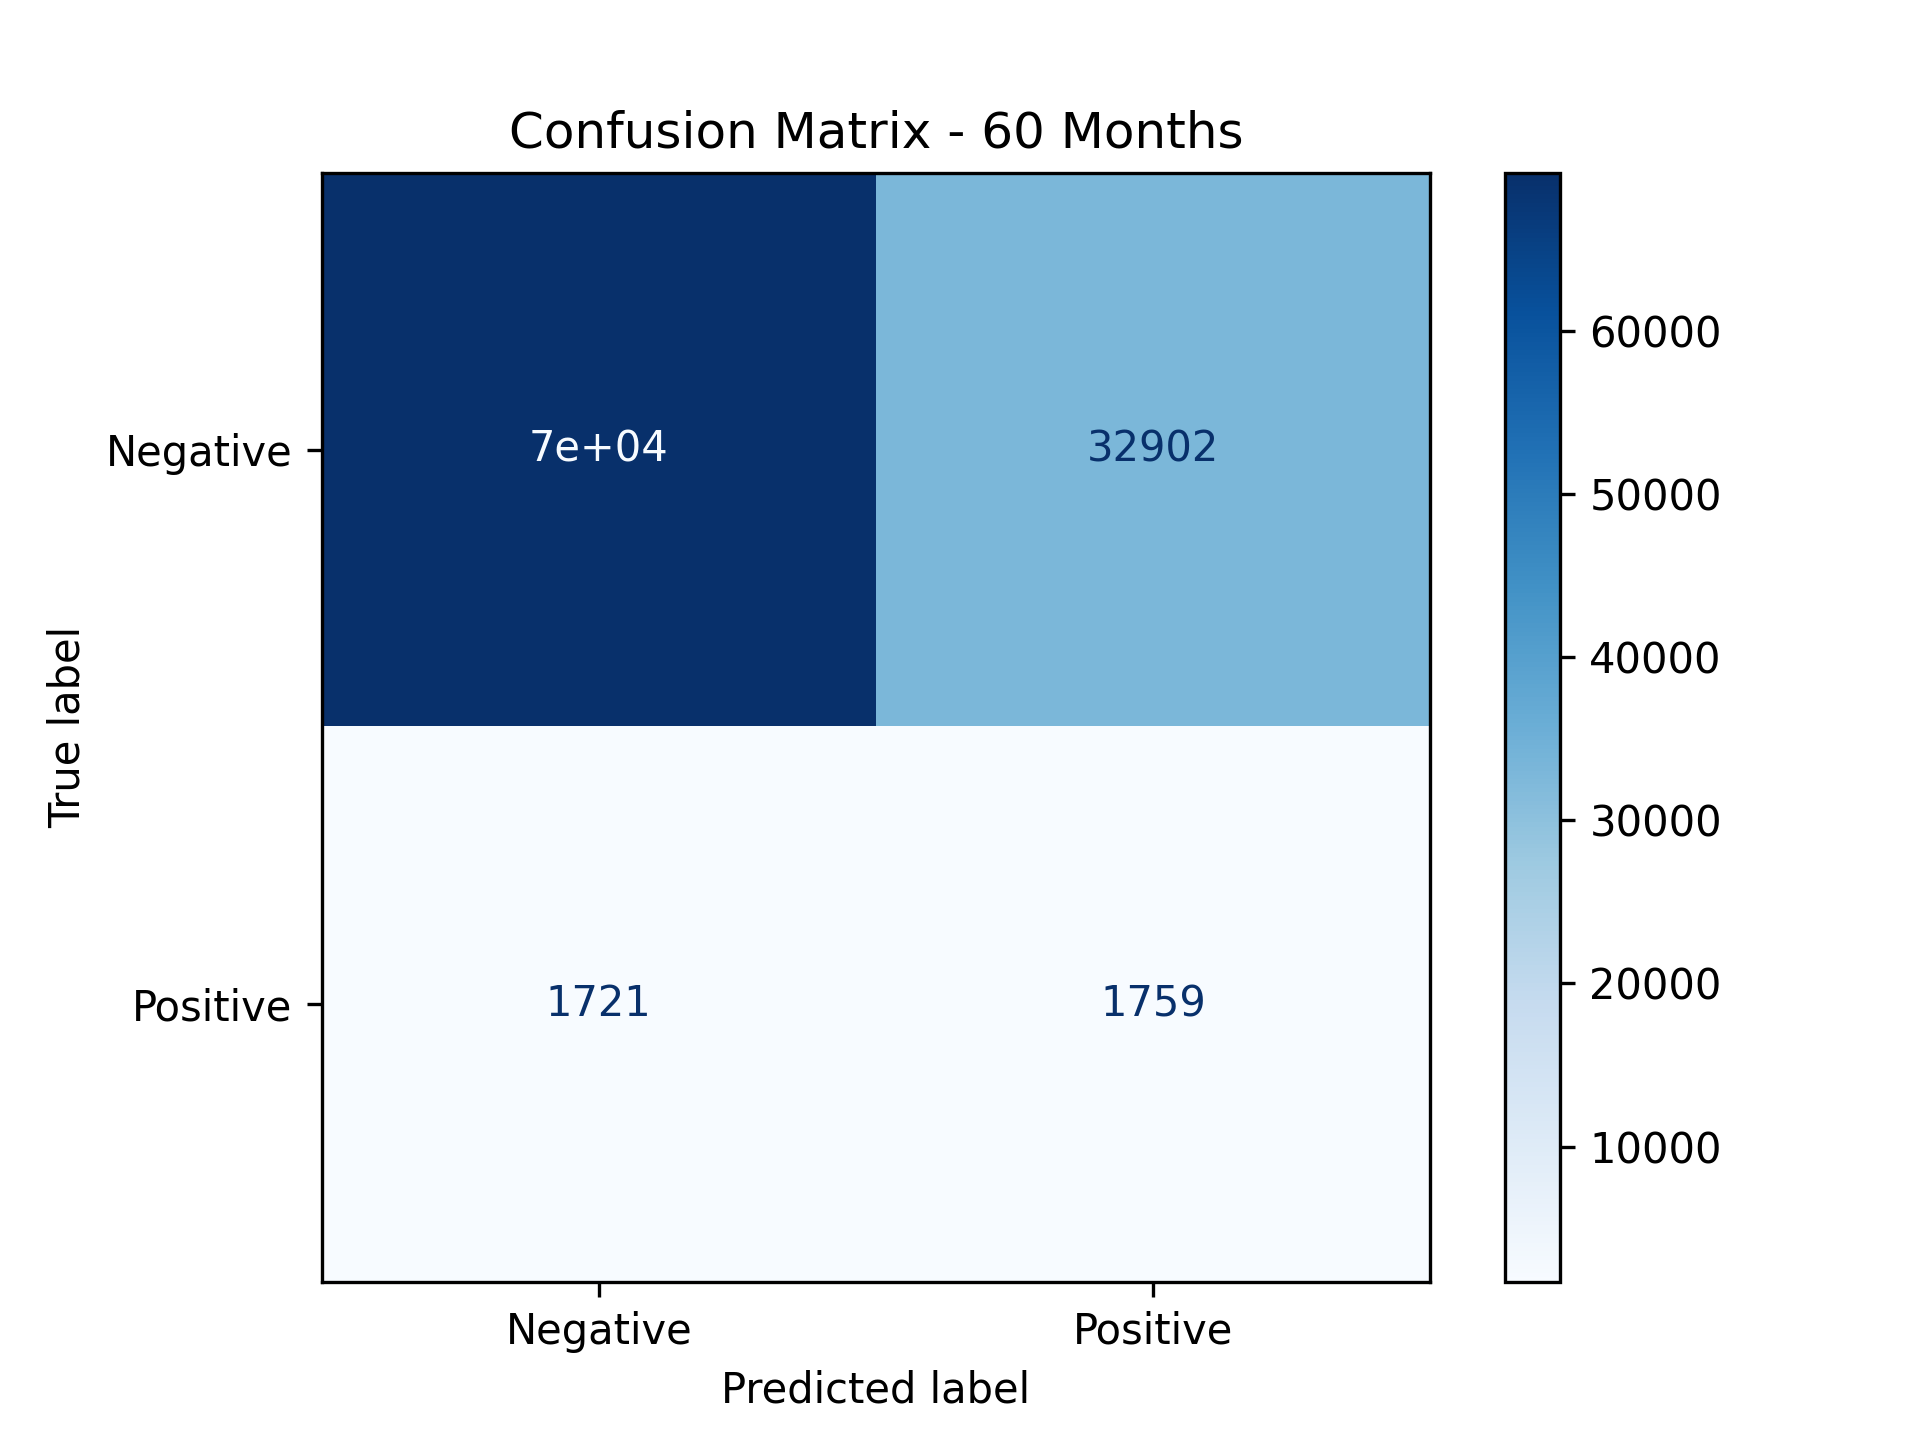 Confusion Matrix - 60 Months
True label
Negative
7e+04
32902
Positive
1721
1759
Negative
Positive
Predicted label
60000
50000
40000
30000
20000
10000